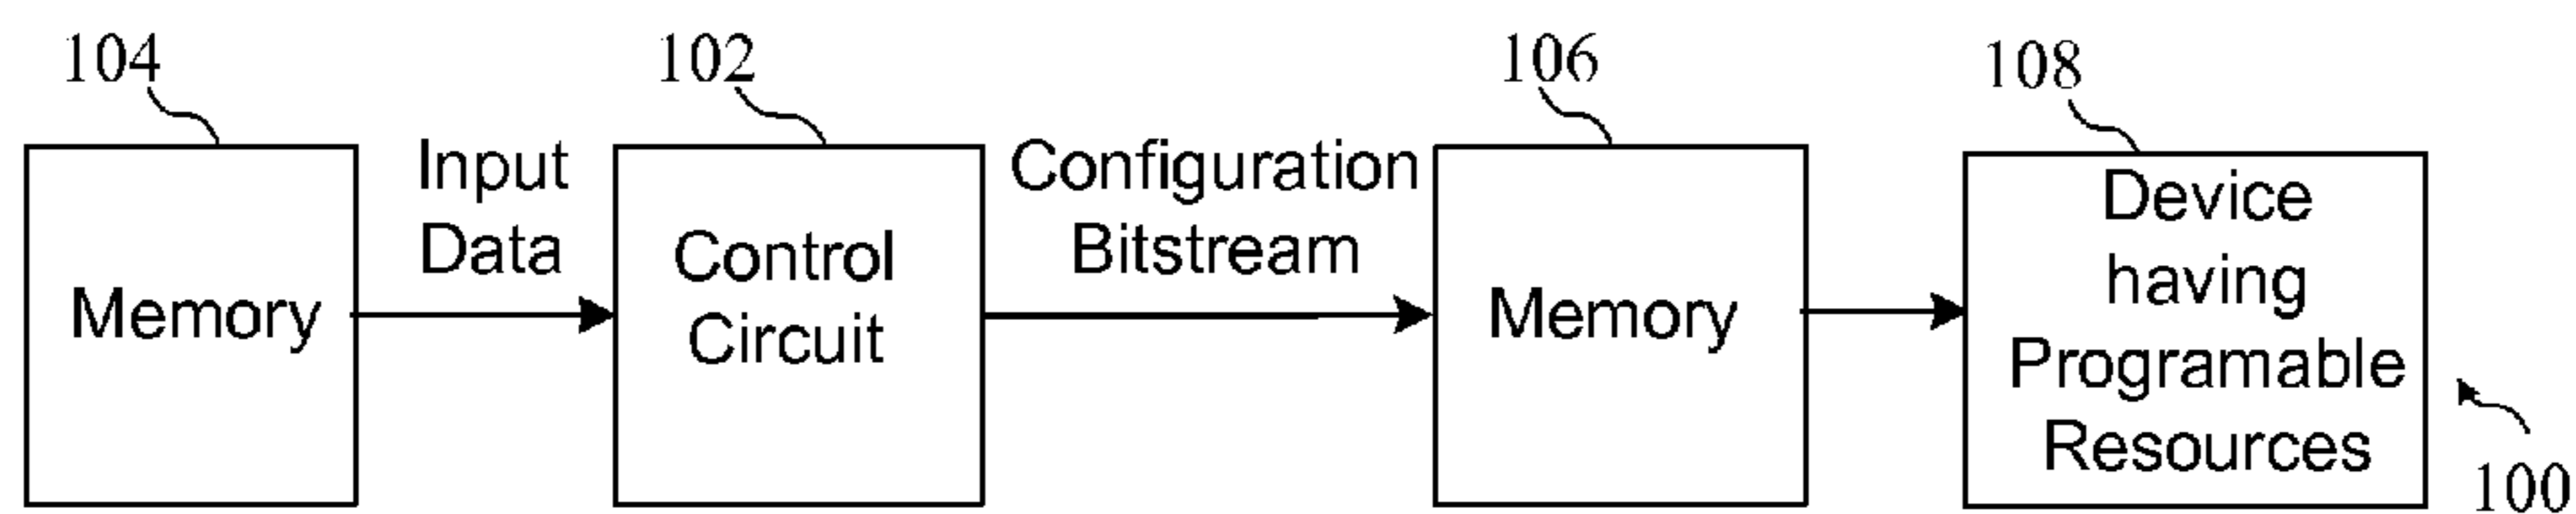 104
102
106
108
Memory
Input
Data
Control
Circuit
Configuration
Bitstream
Memory
Device
having
Programable
Resources
100